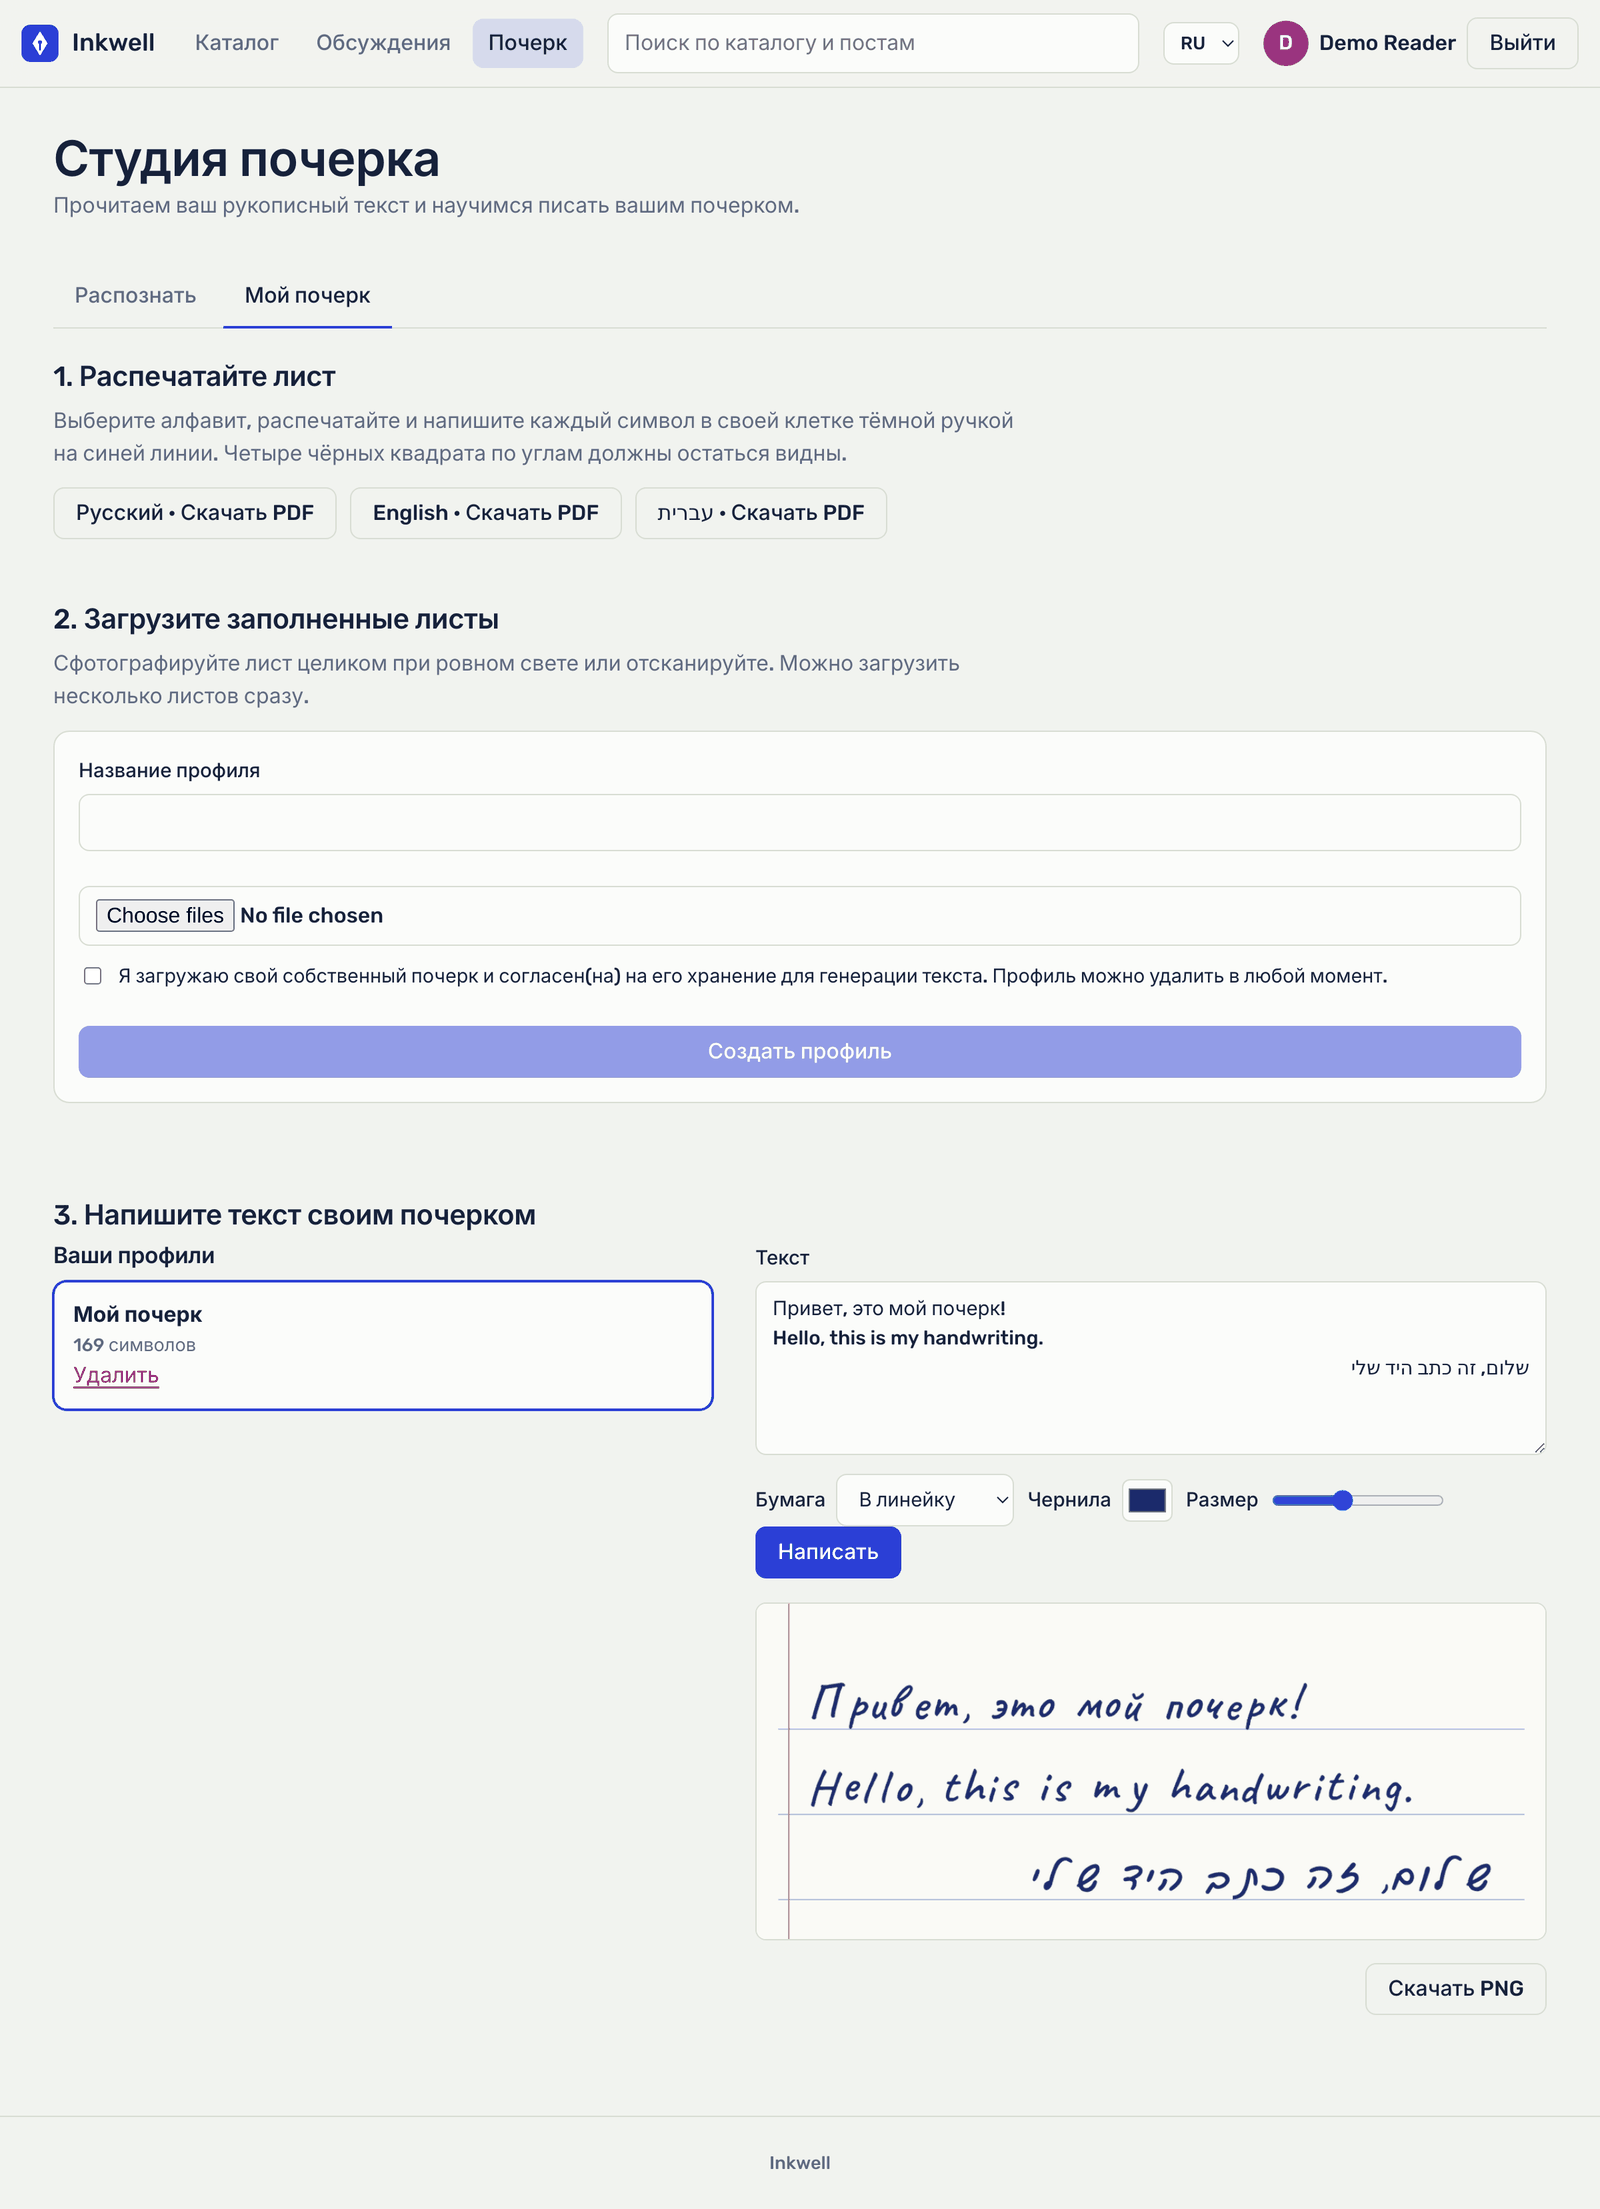 Inkwell Каталог Обсуждения Почерк Поиск по каталогу и постам RU D Demo Reader Выйти
Студия почерка
Прочитаем ваш рукописный текст и научимся писать вашим почерком.
Распознать Мой почерк
1. Распечатайте лист
Выберите алфавит, распечатайте и напишите каждый символ в своей клетке тёмной ручкой
на синей линии. Четыре чёрных квадрата по углам должны остаться видны.
Русский • Скачать PDF English • Скачать PDF עברית • Скачать PDF
2. Загрузите заполненные листы
Сфотографируйте лист целиком при ровном свете или отсканируйте. Можно загрузить
несколько листов сразу.
Название профиля
Choose files No file chosen
Я загружаю свой собственный почерк и согласен(на) на его хранение для генерации текста. Профиль можно удалить в любой момент.
Создать профиль
3. Напишите текст своим почерком
Ваши профили
Мой почерк
169 символов
Удалить
Текст
Привет, это мой почерк!
Hello, this is my handwriting.
שלום, זה כתב היד שלי
Бумага В линейку Чернила Размер
Написать
Привет, это мой почерк!
Hello, this is my handwriting.
שלום, זה כתב היד שלי
Скачать PNG
Inkwell